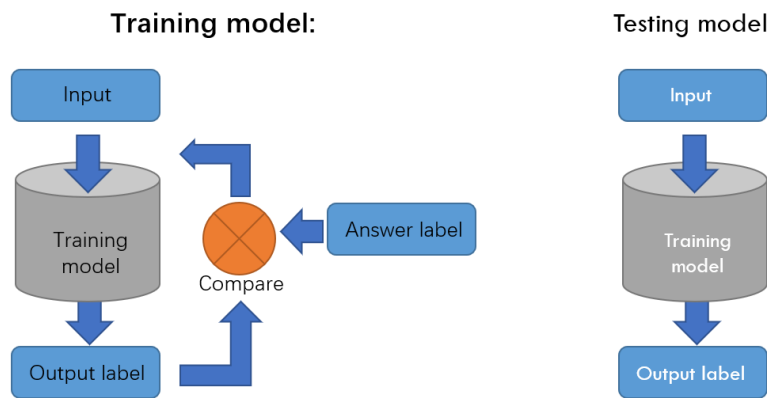 Training model:
Input
Training
model
Answer label
Compare
Output label
Testing model
Input
Training
model
Output label